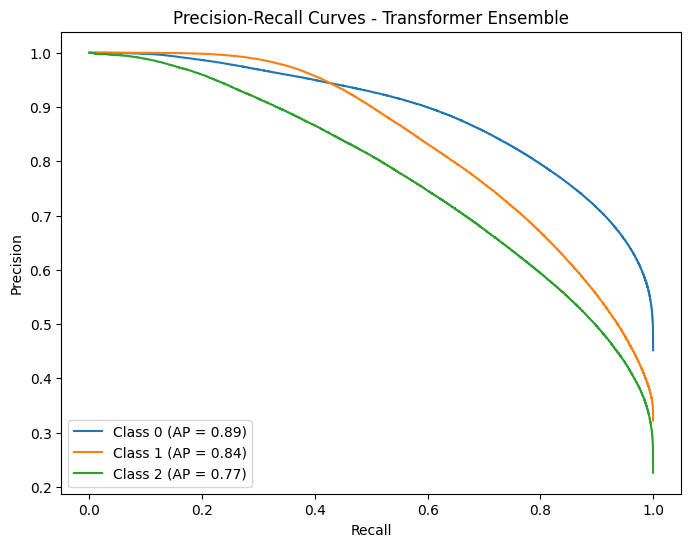 Precision-Recall Curves - Transformer Ensemble
1.0
0.9
0.8
0.7
0.6
0.5
0.4
0.3
0.2
Precision
Class 0 (AP = 0.89)
Class 1 (AP = 0.84)
Class 2 (AP = 0.77)
0.0 0.2 0.4 0.6 0.8 1.0
Recall